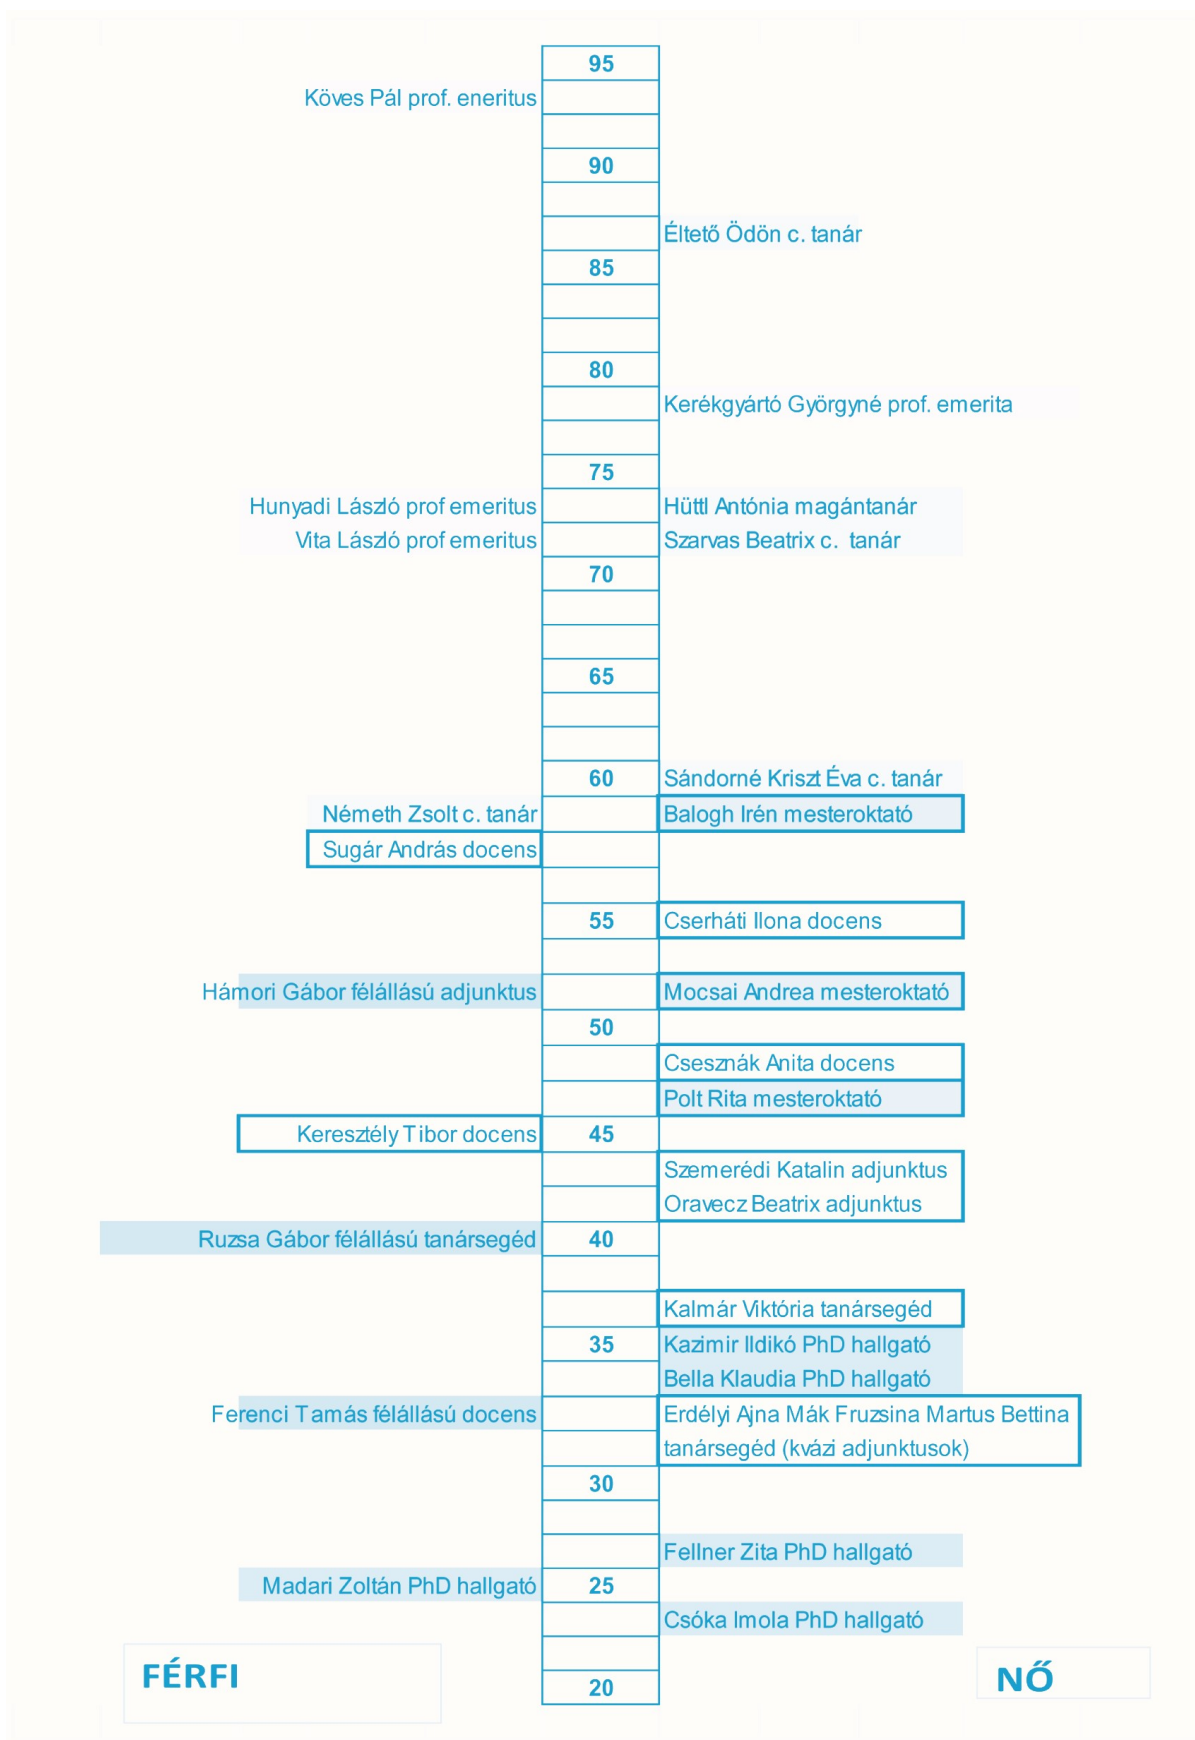 95
Köves Pál prof. eneritus
90
Éltető Ödön c. tanár
85
80
Kerékgyártó Györgyné prof. emerita
75
Hunyadi László prof emeritus Hüttl Antónia magántanár
Vita László prof emeritus Szarvas Beatrix c. tanár
70
65
60 Sándorné Kriszt Éva c. tanár
Németh Zsolt c. tanár Balogh Irén mesteroktató
Sugár András docens
55 Cserháti Ilona docens
Hámori Gábor félállású adjunktus Mocsai Andrea mesteroktató
50
Csesznák Anita docens
Polt Rita mesteroktató
Keresztély Tibor docens 45
Szemerédi Katalin adjunktus
Oravecz Beatrix adjunktus
Ruzsa Gábor félállású tanársegéd 40
Kalmár Viktória tanársegéd
35 Kazimir Ildikó PhD hallgató
Bella Klaudia PhD hallgató
Ferenci Tamás félállású docens Erdélyi Ajna Mák Fruzsina Martus Bettina
tanársegéd (kvázi adjunktusok)
30
Fellner Zita PhD hallgató
Madari Zoltán PhD hallgató 25
Csóka Imola PhD hallgató
FÉRFI NŐ
20